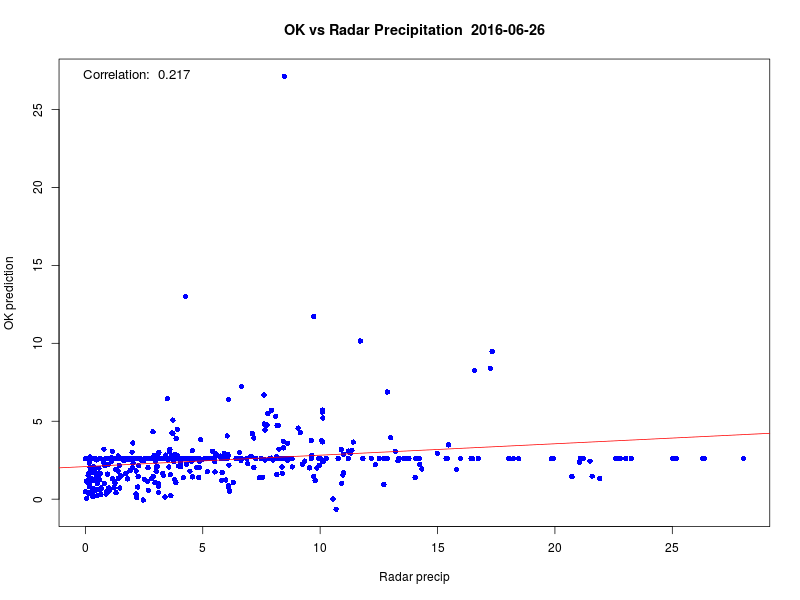 OK vs Radar Precipitation  2016-06-26
Correlation:  0.217
25
20
15
10
5
0
OK prediction
0 5 10 15 20 25
Radar precip